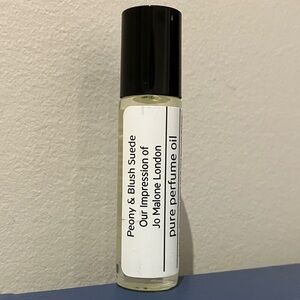 Peony & Blush Suede
Our Impression of
Jo Malone London
pure perfume oil